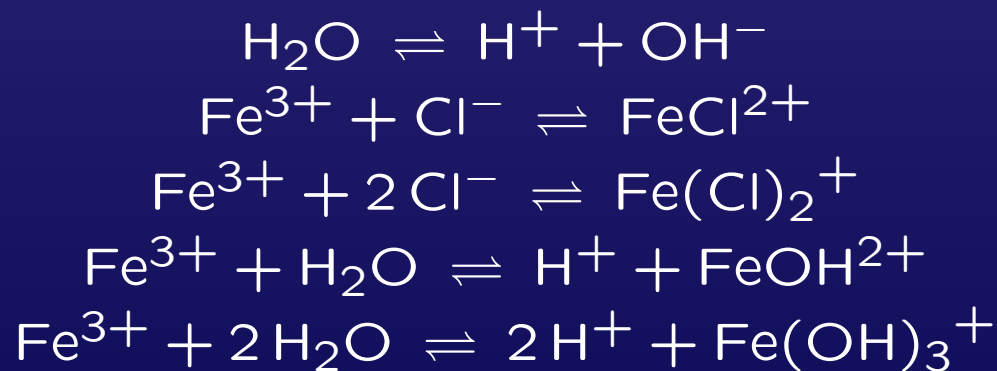 H₂O ⇌ H⁺ + OH⁻
Fe³⁺ + Cl⁻ ⇌ FeCl²⁺
Fe³⁺ + 2 Cl⁻ ⇌ Fe(Cl)₂⁺
Fe³⁺ + H₂O ⇌ H⁺ + FeOH²⁺
Fe³⁺ + 2 H₂O ⇌ 2 H⁺ + Fe(OH)₃⁺